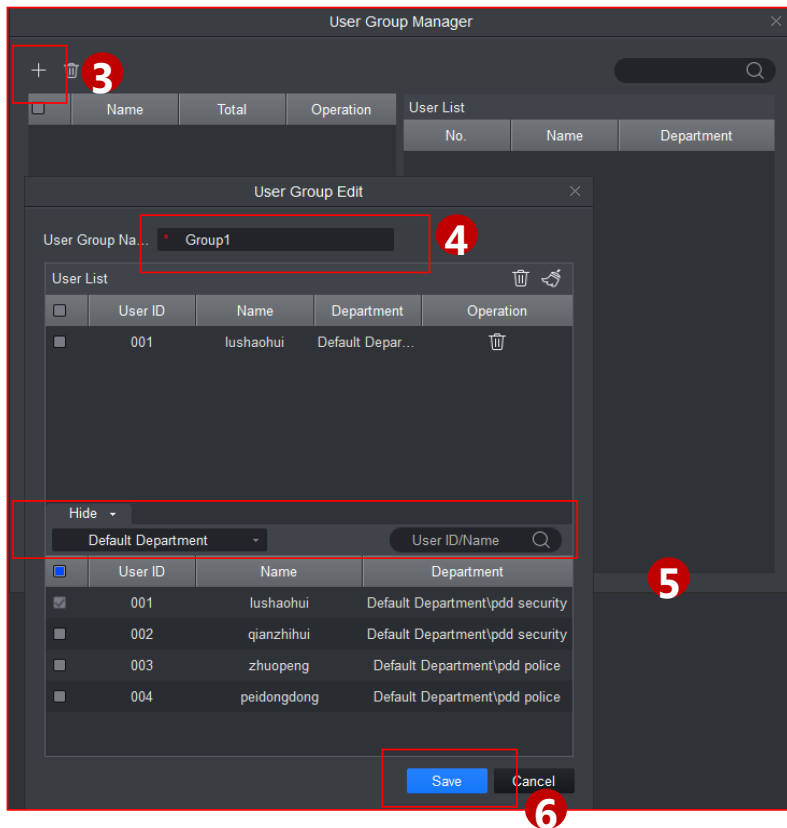 User Group Manager
3
Name Total Operation
User List
No. Name Department
User Group Edit
User Group Na... * Group1
4
User List
User ID Name Department Operation
001 lushaohui Default Depar...
Hide
Default Department User ID/Name
User ID Name Department
5
001 lushaohui Default Department\pdd security
002 qianzhihui Default Department\pdd security
003 zhuopeng Default Department\pdd police
004 peidongdong Default Department\pdd police
Save Cancel
6